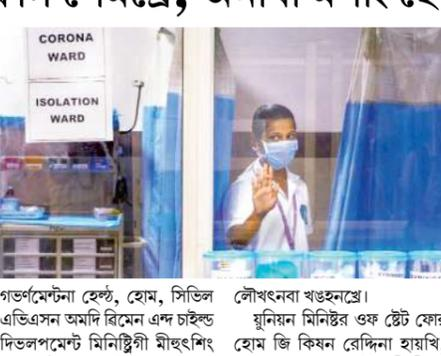 CORONA
WARD
ISOLATION
WARD
গভর্ণমেন্টনা হেল্থ, হোম, সিভিল
এভিএসন অমদি ৱিমেন এন্দ চাইল্ড
দিভলপমেন্ট মিনিষ্ট্রিগী মীহুৎশিং
লৌখৎনবা খঙহনখ্রে।
য়ুনিয়ন মিনিষ্টর ওফ ষ্টেট ফোর
হোম জি কিষন রেদ্দিনা হায়খি